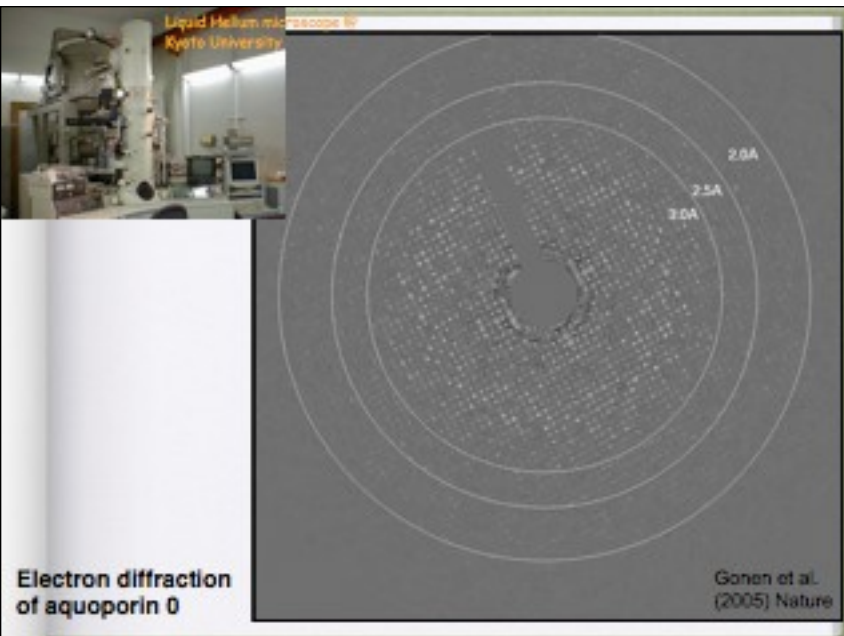 Liquid Helium microscope @
Kyoto University
2.0A
2.5A
3.0A
Electron diffraction
of aquoporin 0
Gonen et al.
(2005) Nature